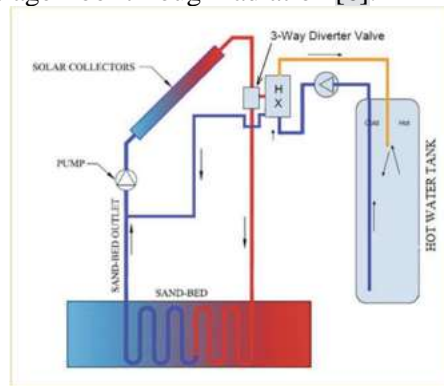 3-Way Diverter Valve
SOLAR COLLECTORS
H
X
Cold Hot
PUMP
SAND-BED OUTLET
HOT WATER TANK
SAND-BED